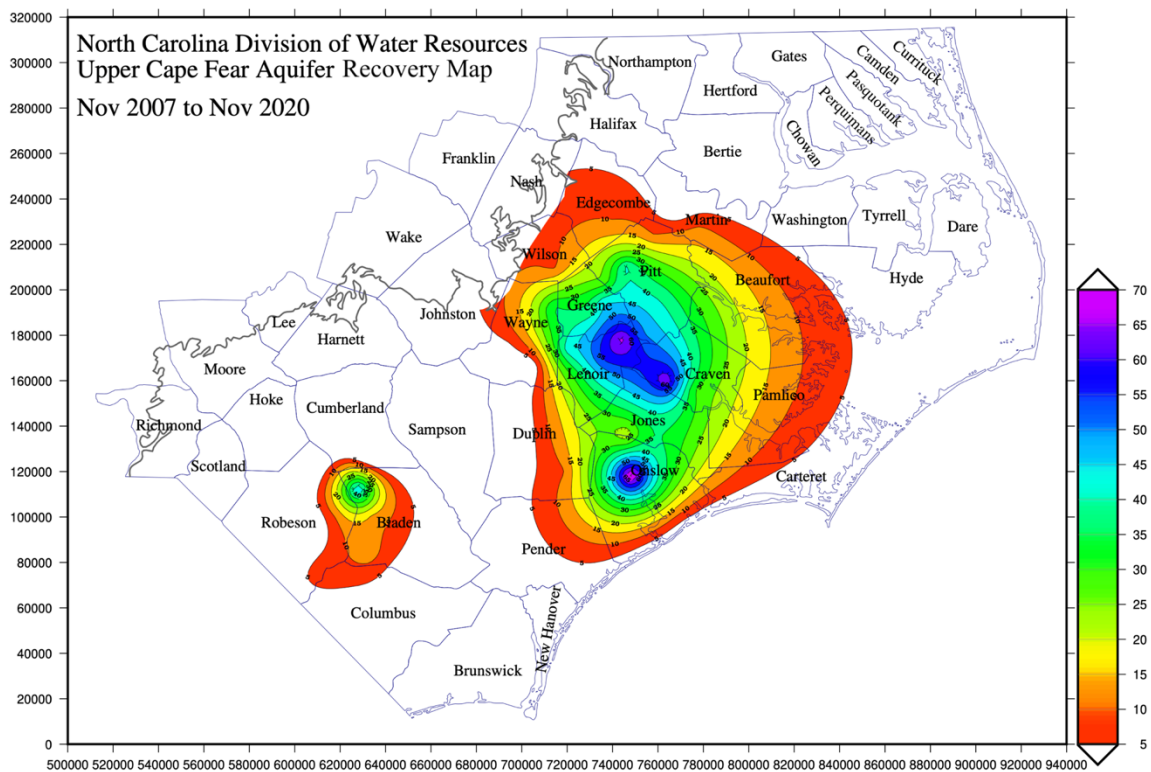 North Carolina Division of Water Resources
Upper Cape Fear Aquifer Recovery Map
Nov 2007 to Nov 2020
320000
300000
280000
260000
240000
220000
200000
180000
160000
140000
120000
100000
80000
60000
40000
20000
0
Northampton
Gates
Camden
Currituck
Hertford
Pasquotank
Perquimans
Halifax
Chowan
Bertie
Franklin
Nash
Edgecombe
Martin
Washington
Tyrrell
Dare
Wake
Wilson
Pitt
Beaufort
Hyde
Greene
Johnston
Wayne
Lee
Harnett
Moore
Lenoir
Craven
Hoke
Cumberland
Pamlico
Richmond
Sampson
Duplin
Jones
Scotland
Onslow
Carteret
Robeson
Bladen
Pender
Columbus
New Hanover
Brunswick
70
65
60
55
50
45
40
35
30
25
20
15
10
5
500000 520000 540000 560000 580000 600000 620000 640000 660000 680000 700000 720000 740000 760000 780000 800000 820000 840000 860000 880000 900000 920000 940000